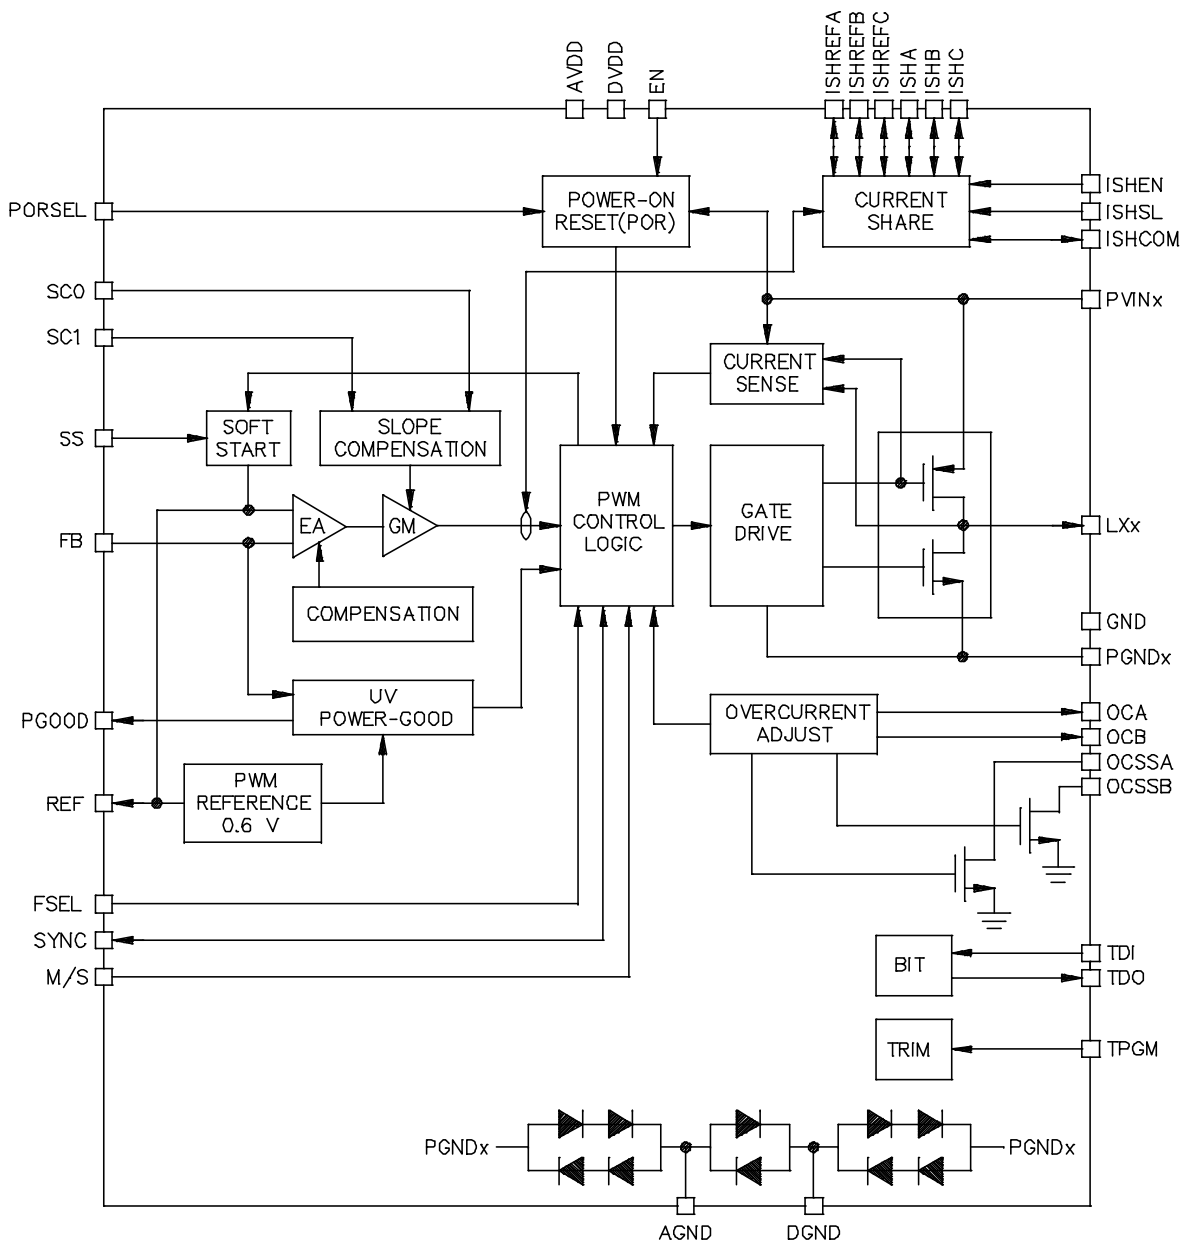 AVDD
DVDD
EN
ISHREFA
ISHREFB
ISHREFC
ISHA
ISHB
ISHC
PORSEL
POWER-ON
RESET(POR)
CURRENT
SHARE
ISHEN
ISHSL
ISHCOM
SC0
PVINx
SC1
CURRENT
SENSE
SS
SOFT
START
SLOPE
COMPENSATION
PWM
CONTROL
LOGIC
GATE
DRIVE
EA
GM
LXx
FB
COMPENSATION
GND
PGNDx
UV
POWER-GOOD
PGOOD
OVERCURRENT
ADJUST
OCA
OCB
OCSSA
OCSSB
REF
PWM
REFERENCE
0.6 V
FSEL
SYNC
M/S
BIT
TDI
TDO
TRIM
TPGM
PGNDx
PGNDx
AGND
DGND